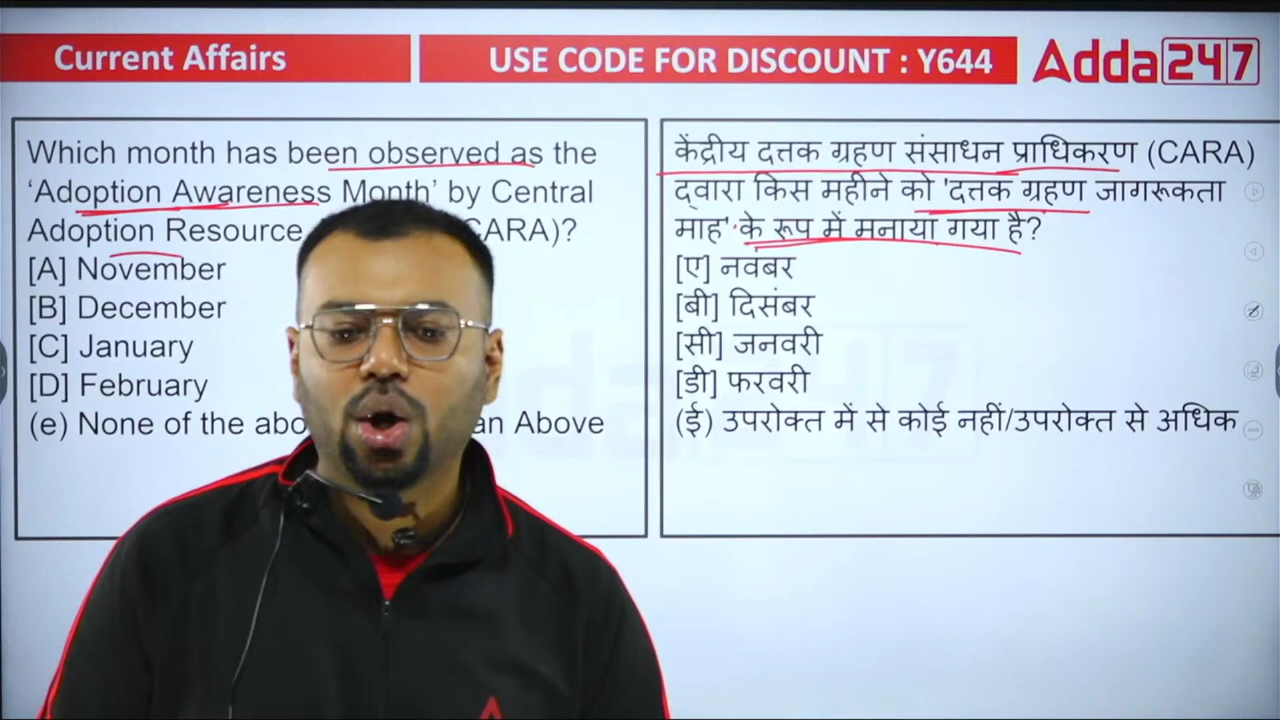 Current Affairs
USE CODE FOR DISCOUNT : Y644
Adda247
Which month has been observed as the
‘Adoption Awareness Month’ by Central
Adoption Resource CARA)?
[A] November
[B] December
[C] January
[D] February
(e) None of the abo an Above
केंद्रीय दत्तक ग्रहण संसाधन प्राधिकरण (CARA)
द्वारा किस महीने को 'दत्तक ग्रहण जागरूकता
माह' के रूप में मनाया गया है?
[ए] नवंबर
[बी] दिसंबर
[सी] जनवरी
[डी] फरवरी
(ई) उपरोक्त में से कोई नहीं/उपरोक्त से अधिक